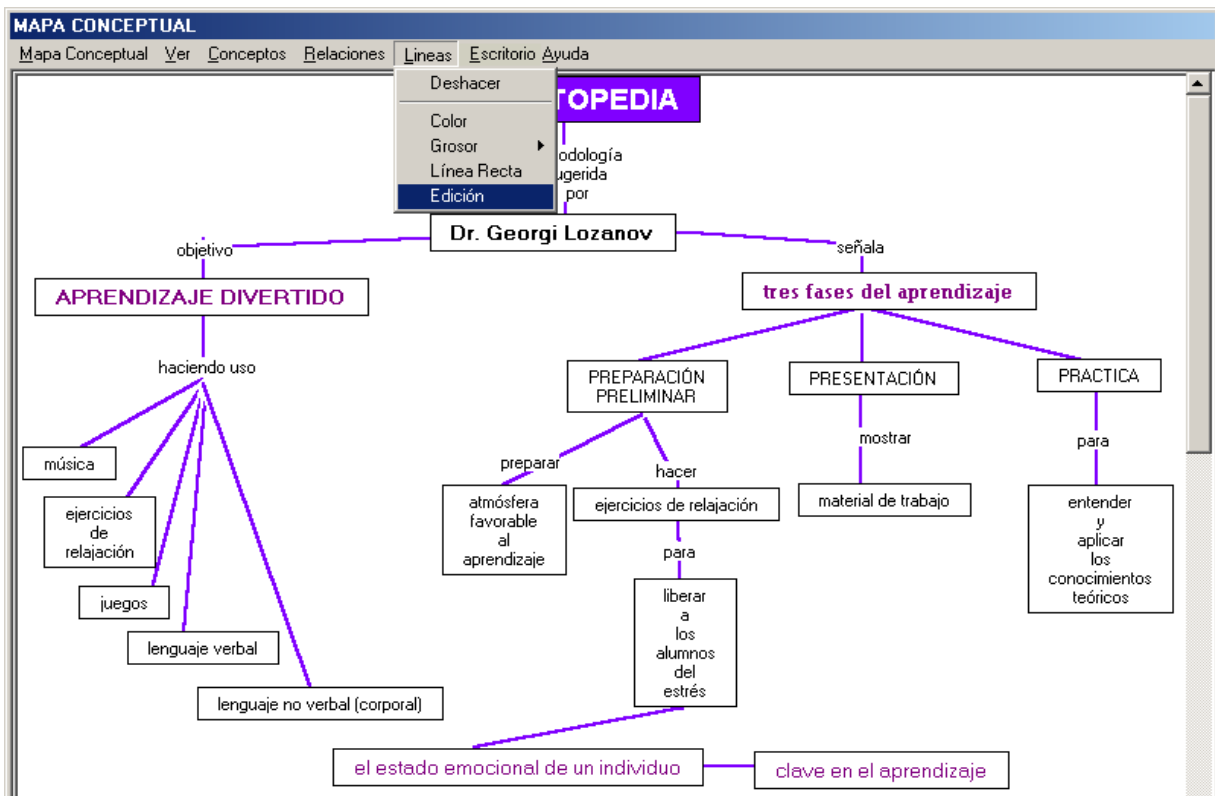 MAPA CONCEPTUAL
Mapa Conceptual Ver Conceptos Relaciones Lineas Escritorio Ayuda
Deshacer
Color
Grosor
Línea Recta
Edición
TOPEDIA
odología
ugerida
por
Dr. Georgi Lozanov
objetivo
señala
APRENDIZAJE DIVERTIDO
tres fases del aprendizaje
haciendo uso
PREPARACIÓN
PRELIMINAR
PRESENTACIÓN
PRACTICA
música
ejercicios
de
relajación
juegos
lenguaje verbal
lenguaje no verbal (corporal)
preparar
hacer
mostrar
para
atmósfera
favorable
al
aprendizaje
ejercicios de relajación
material de trabajo
entender
y
aplicar
los
conocimientos
teóricos
para
liberar
a
los
alumnos
del
estrés
el estado emocional de un individuo
clave en el aprendizaje